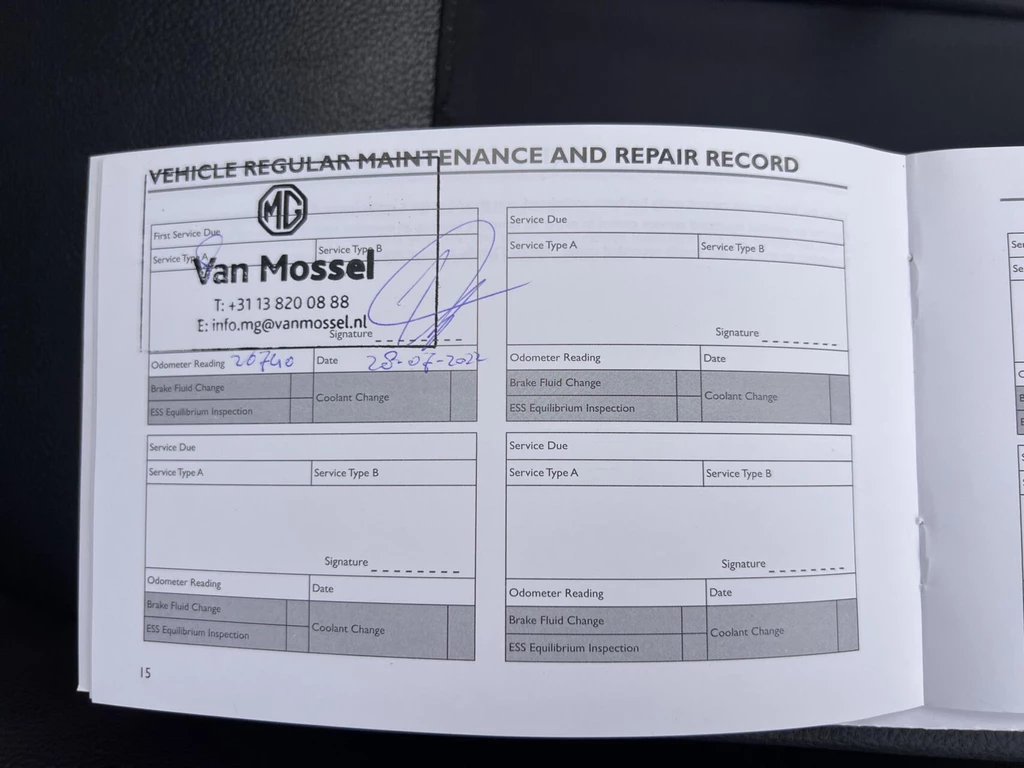 VEHICLE REGULAR MAINTENANCE AND REPAIR RECORD
MG
First Service Due
Service Type A
Service Type B
Van Mossel
T: +31 13 820 08 88
E: info.mg@vanmossel.nl
Signature
Odometer Reading 20740
Date 28-07-2022
Brake Fluid Change
ESS Equilibrium Inspection
Coolant Change
Service Due
Service Type A
Service Type B
Signature
Odometer Reading
Date
Brake Fluid Change
ESS Equilibrium Inspection
Coolant Change
Service Due
Service Type A
Service Type B
Signature
Odometer Reading
Date
Brake Fluid Change
ESS Equilibrium Inspection
Coolant Change
Service Due
Service Type A
Service Type B
Signature
Odometer Reading
Date
Brake Fluid Change
ESS Equilibrium Inspection
Coolant Change
15